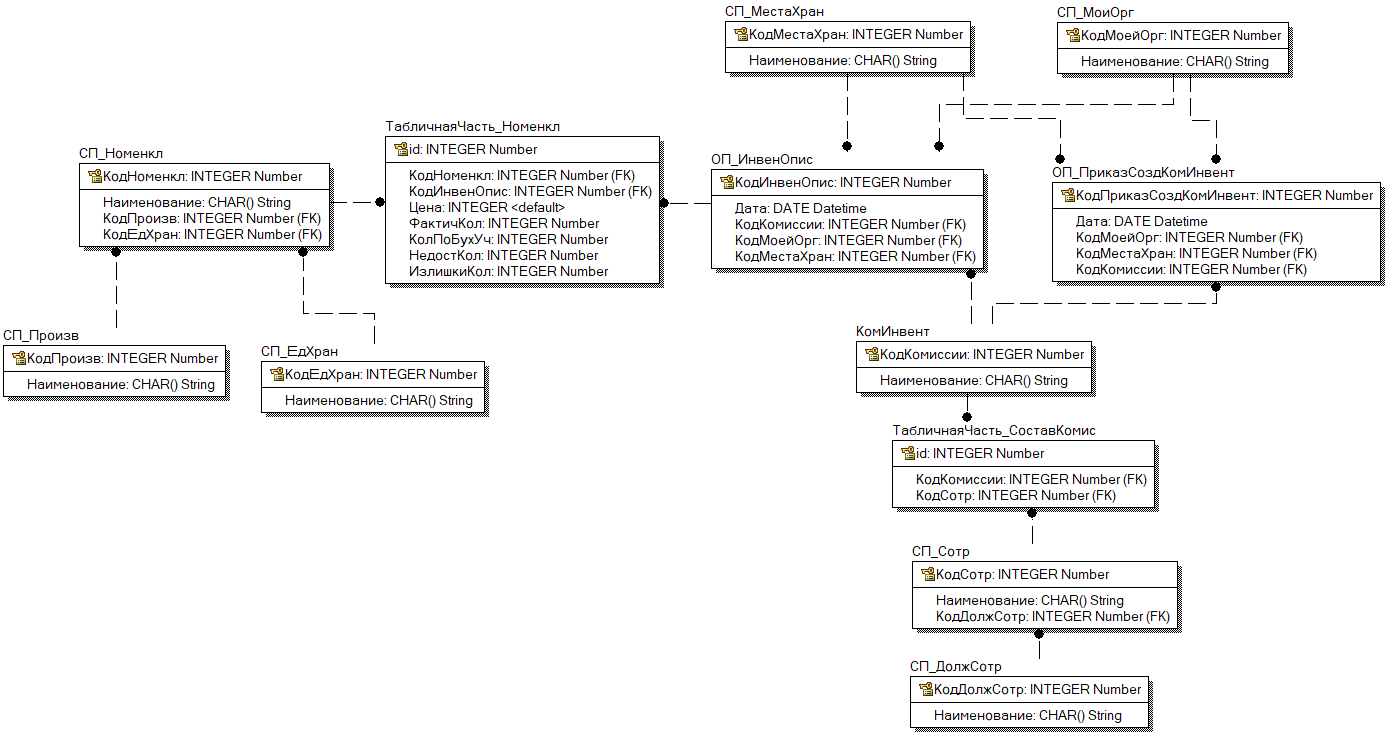 СП_МестаХран
КодМестаХран: INTEGER Number
Наименование: CHAR() String
СП_МоиОрг
КодМоейОрг: INTEGER Number
Наименование: CHAR() String
СП_Номенкл
КодНоменкл: INTEGER Number
Наименование: CHAR() String
КодПроизв: INTEGER Number (FK)
КодЕдХран: INTEGER Number (FK)
ТабличнаяЧасть_Номенкл
id: INTEGER Number
КодНоменкл: INTEGER Number (FK)
КодИнвенОпис: INTEGER Number (FK)
Цена: INTEGER <default>
ФактичКол: INTEGER Number
КолПоБухУч: INTEGER Number
НедостКол: INTEGER Number
ИзлишкиКол: INTEGER Number
ОП_ИнвенОпис
КодИнвенОпис: INTEGER Number
Дата: DATE Datetime
КодКомиссии: INTEGER Number (FK)
КодМоейОрг: INTEGER Number (FK)
КодМестаХран: INTEGER Number (FK)
ОП_ПриказСоздКомИнвент
КодПриказСоздКомИнвент: INTEGER Number
Дата: DATE Datetime
КодМоейОрг: INTEGER Number (FK)
КодМестаХран: INTEGER Number (FK)
КодКомиссии: INTEGER Number (FK)
СП_Произв
КодПроизв: INTEGER Number
Наименование: CHAR() String
СП_ЕдХран
КодЕдХран: INTEGER Number
Наименование: CHAR() String
КомИнвент
КодКомиссии: INTEGER Number
Наименование: CHAR() String
ТабличнаяЧасть_СоставКомис
id: INTEGER Number
КодКомиссии: INTEGER Number (FK)
КодСотр: INTEGER Number (FK)
СП_Сотр
КодСотр: INTEGER Number
Наименование: CHAR() String
КодДолжСотр: INTEGER Number (FK)
СП_ДолжСотр
КодДолжСотр: INTEGER Number
Наименование: CHAR() String